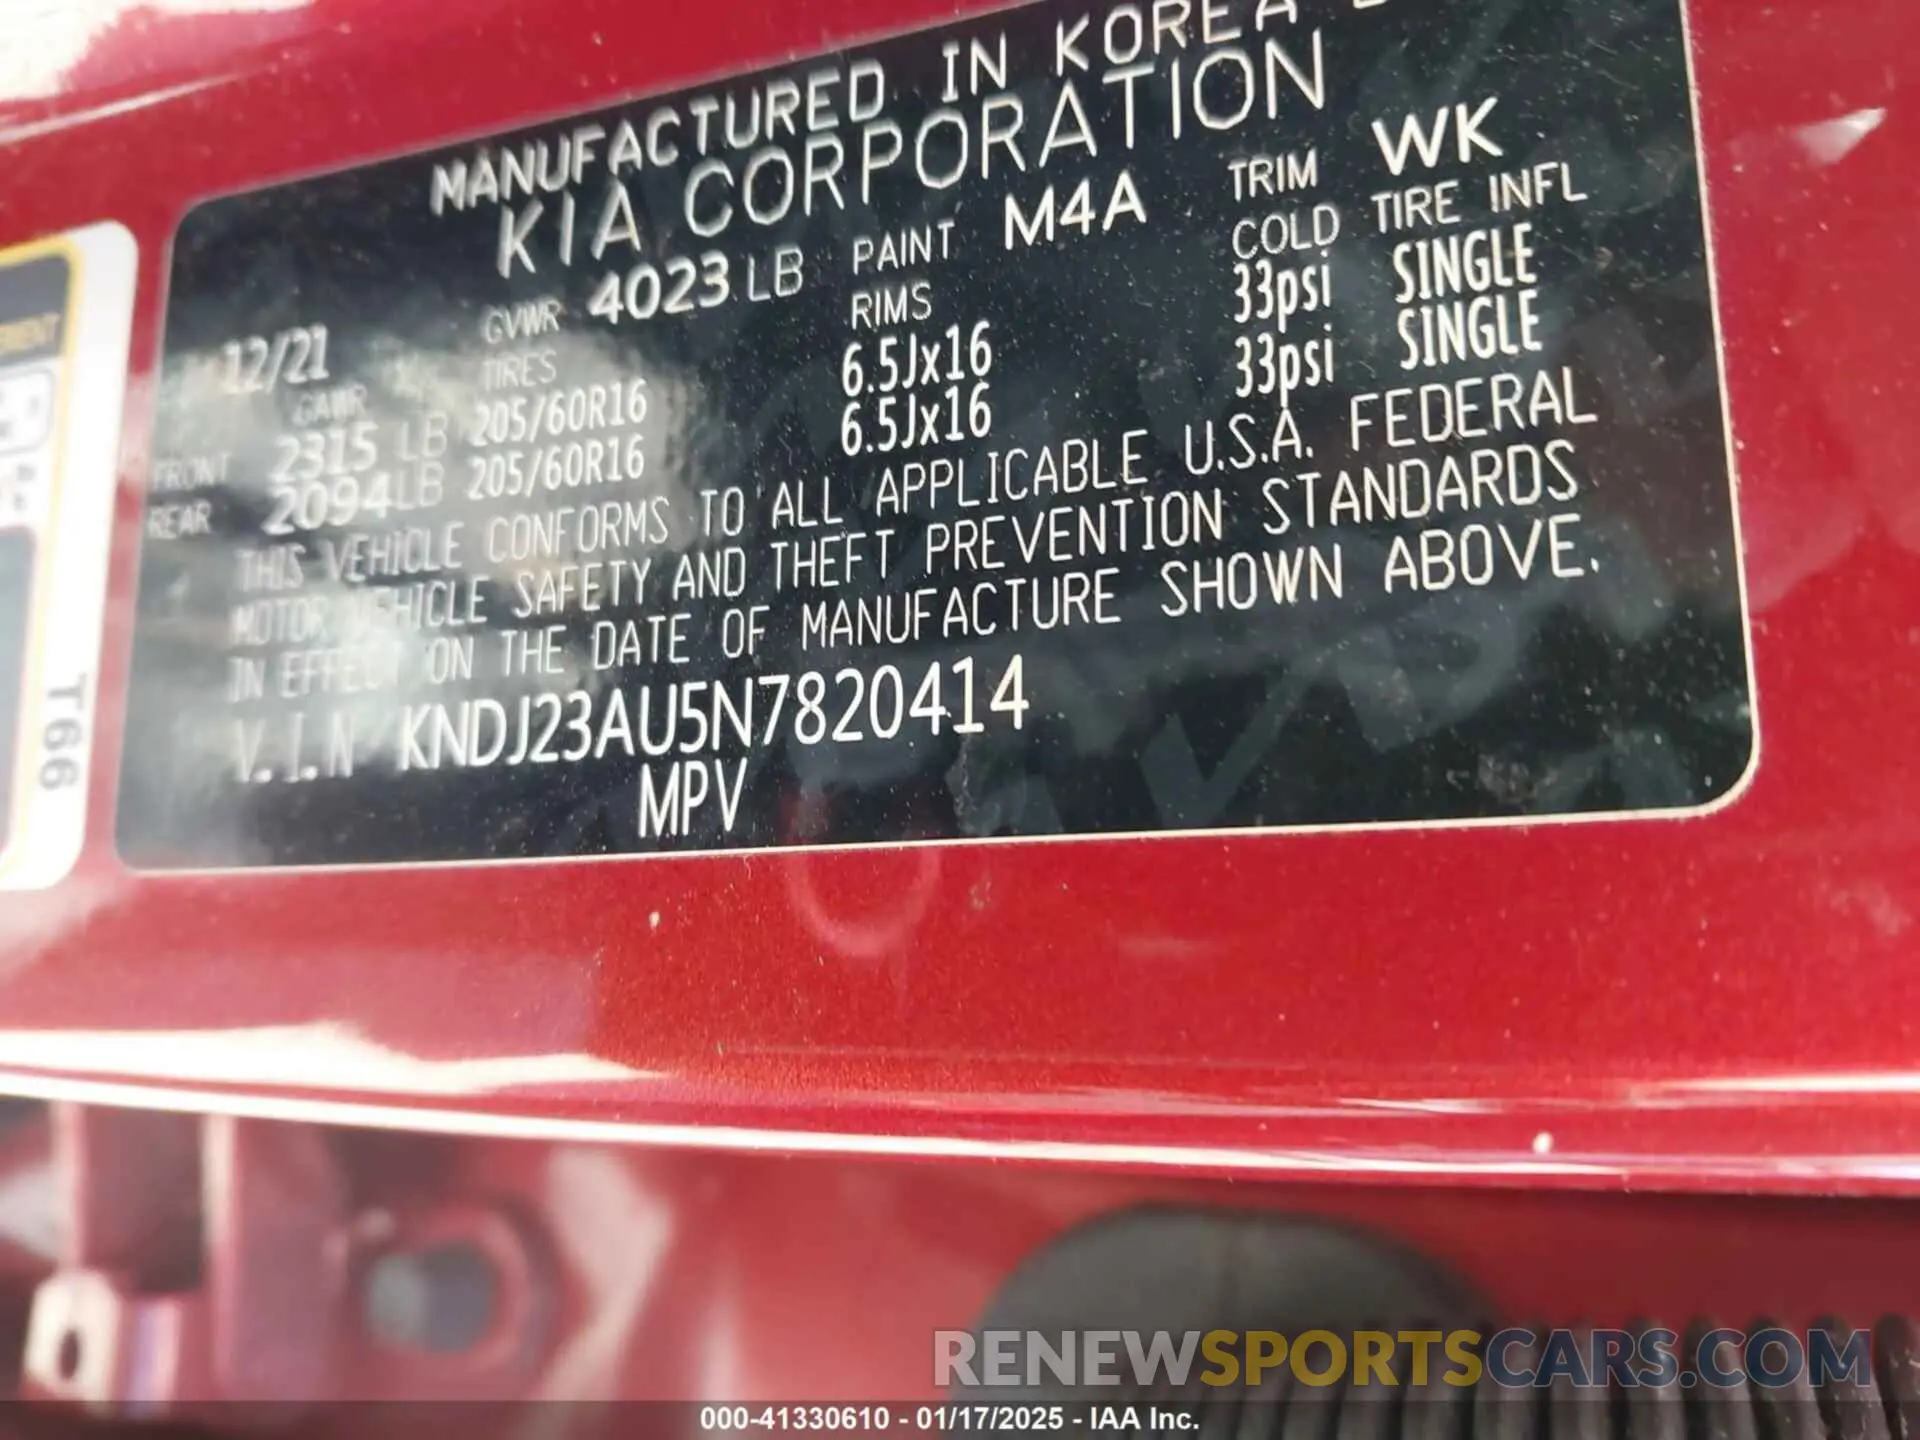 MANUFACTURED IN KOREA
KIA CORPORATION
12/21 GVWR 4023 LB PAINT M4A TRIM WK
GAWR TIRES RIMS COLD TIRE INFL
FRONT 2315 LB 205/60R16 6.5Jx16 33psi SINGLE
REAR 2094LB 205/60R16 6.5Jx16 33psi SINGLE
THIS VEHICLE CONFORMS TO ALL APPLICABLE U.S.A. FEDERAL
MOTOR VEHICLE SAFETY AND THEFT PREVENTION STANDARDS
IN EFFECT ON THE DATE OF MANUFACTURE SHOWN ABOVE.
V.I.N KNDJ23AU5N7820414
MPV
T66
RENEWSPORTSCARS.COM
000-41330610 - 01/17/2025 - IAA Inc.